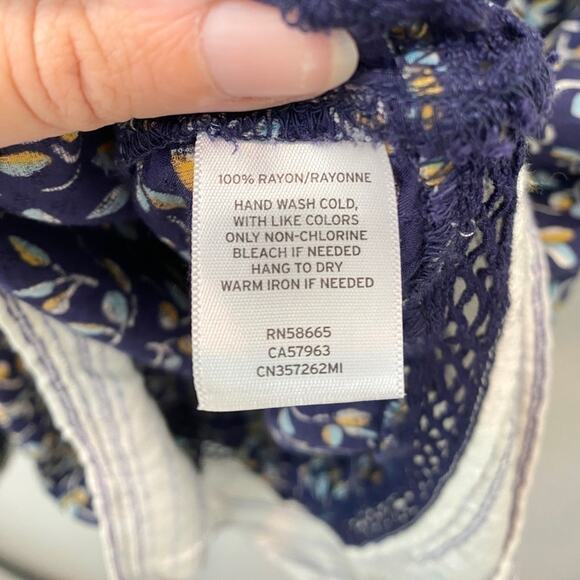 100% RAYON/RAYONNE
HAND WASH COLD,
WITH LIKE COLORS
ONLY NON-CHLORINE
BLEACH IF NEEDED
HANG TO DRY
WARM IRON IF NEEDED
RN58665
CA57963
CN357262MI